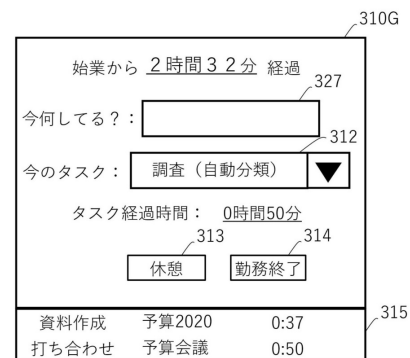 310G
始業から ２時間３２分 経過
327
今何してる？：
312
今のタスク： 調査（自動分類） ▼
タスク経過時間： 0時間50分
313 314
休憩 勤務終了
315
資料作成 予算2020 0:37
打ち合わせ 予算会議 0:50